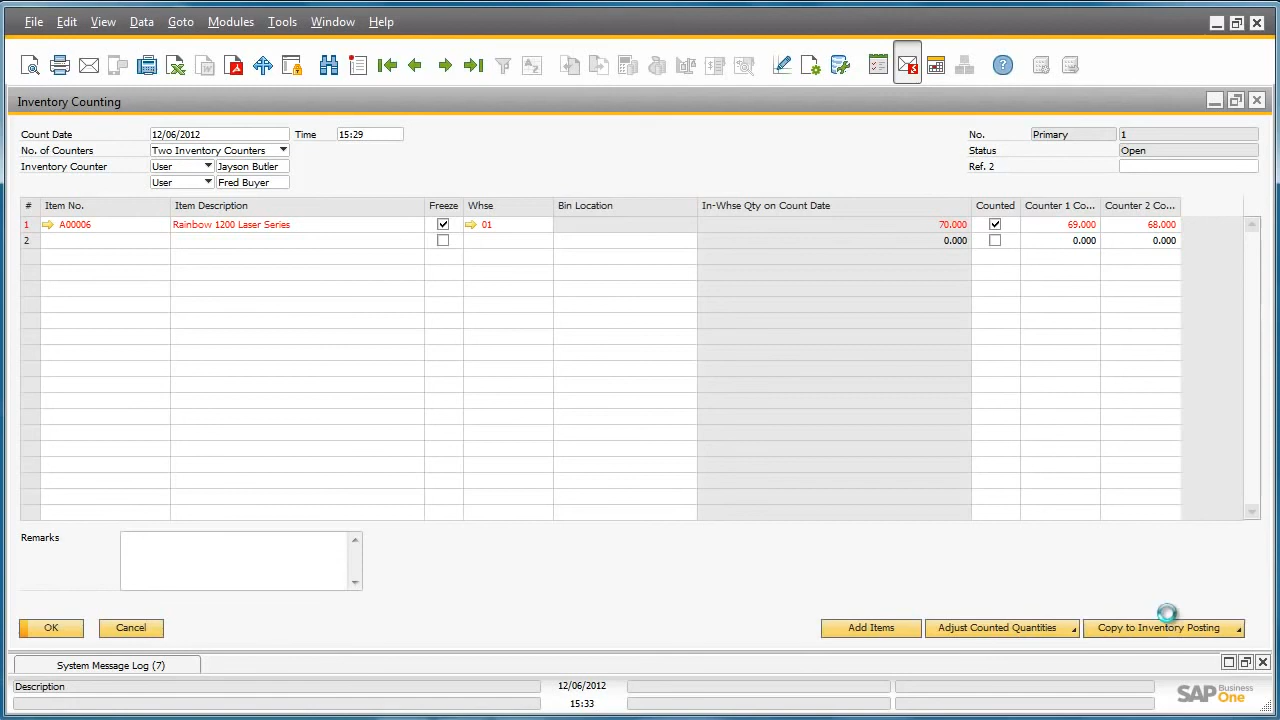 File Edit View Data Goto Modules Tools Window Help
Inventory Counting
Count Date 12/06/2012 Time 15:29 No. Primary 1
No. of Counters Two Inventory Counters Status Open
Inventory Counter User Jayson Butler Ref. 2
User Fred Buyer
# Item No. Item Description Freeze Whse Bin Location In-Whse Qty on Count Date Counted Counter 1 Co... Counter 2 Co...
1 A00006 Rainbow 1200 Laser Series 01 70.000 69.000 68.000
2 0.000 0.000 0.000
Remarks
OK Cancel Add Items Adjust Counted Quantities Copy to Inventory Posting
System Message Log (7)
Description 12/06/2012
15:33
SAP Business One